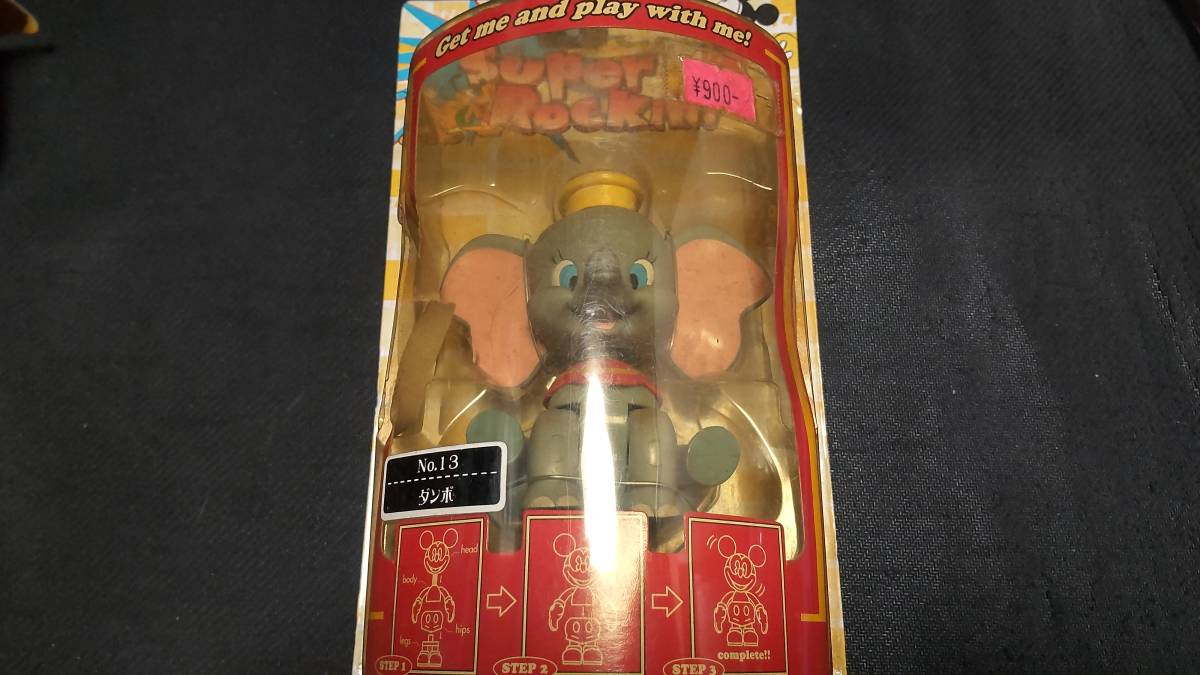 Get me and play with me!
Super
Rockin'
¥900-
No.13
ダンボ
head
body
legs
hips
STEP 1
STEP 2
STEP 3
complete!!